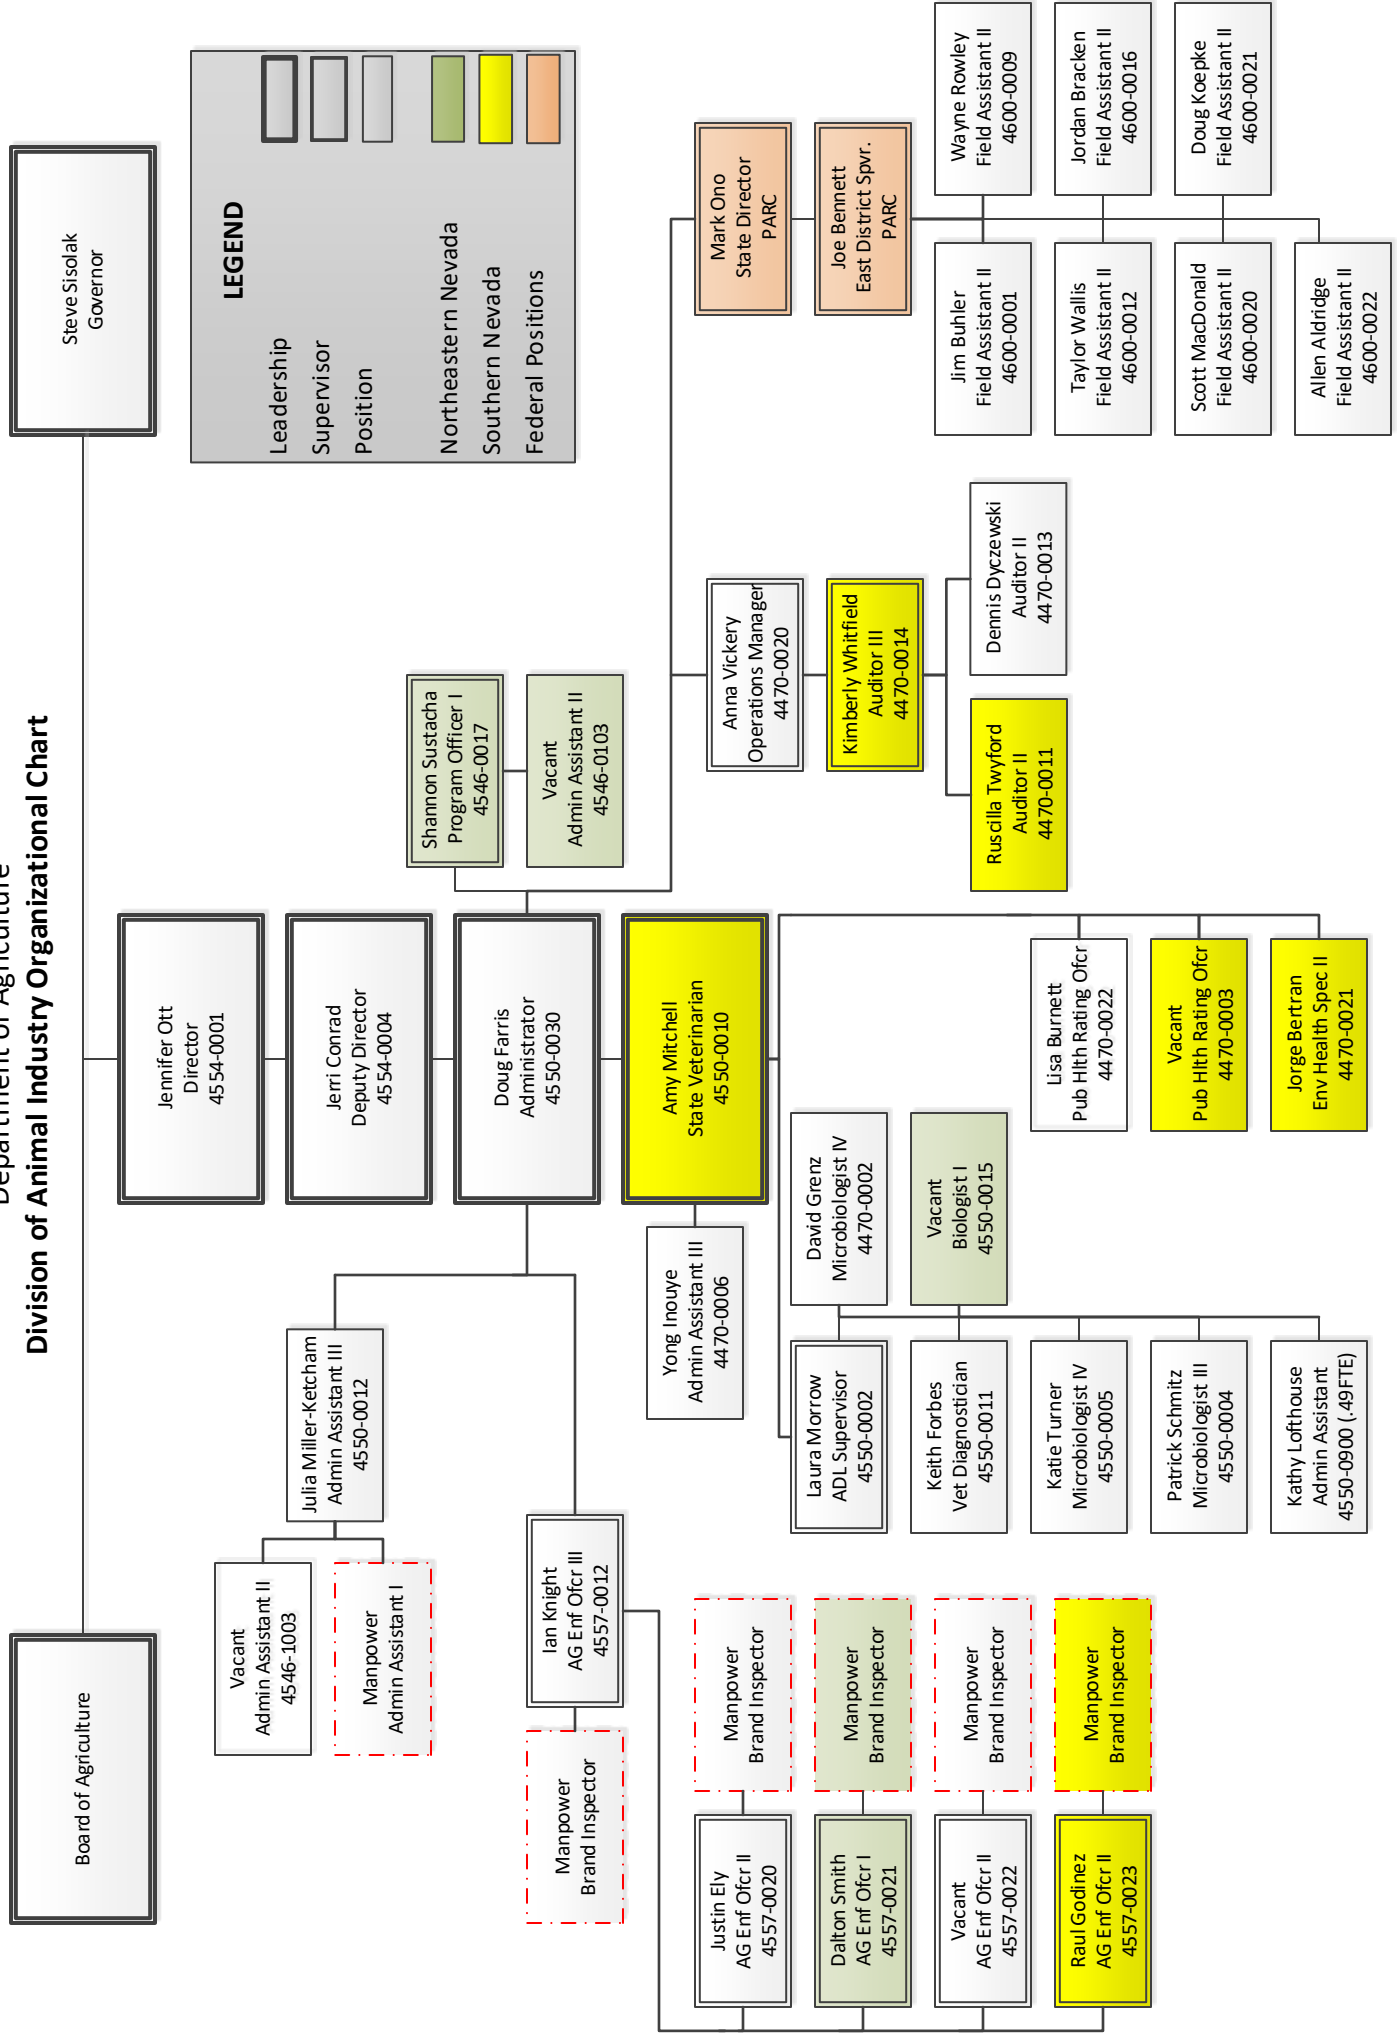 Department of Agriculture
Division of Animal Industry Organizational Chart
Board of Agriculture
Steve Sisolak
Governor
Jennifer Ott
Director
4554-0001
Jerri Conrad
Deputy Director
4554-0004
Doug Farris
Administrator
4550-0030
Amy Mitchell
State Veterinarian
4550-0010
LEGEND
Leadership
Supervisor
Position
Northeastern Nevada
Southern Nevada
Federal Positions
Julia Miller-Ketcham
Admin Assistant III
4550-0012
Vacant
Admin Assistant II
4546-1003
Manpower
Admin Assistant I
Ian Knight
AG Enf Ofcr III
4557-0012
Manpower
Brand Inspector
Justin Ely
AG Enf Ofcr II
4557-0020
Manpower
Brand Inspector
Dalton Smith
AG Enf Ofcr I
4557-0021
Manpower
Brand Inspector
Vacant
AG Enf Ofcr II
4557-0022
Manpower
Brand Inspector
Raul Godinez
AG Enf Ofcr II
4557-0023
Manpower
Brand Inspector
Yong Inouye
Admin Assistant III
4470-0006
Laura Morrow
ADL Supervisor
4550-0002
David Grenz
Microbiologist IV
4470-0002
Keith Forbes
Vet Diagnostician
4550-0011
Vacant
Biologist I
4550-0015
Katie Turner
Microbiologist IV
4550-0005
Patrick Schmitz
Microbiologist III
4550-0004
Kathy Lofthouse
Admin Assistant
4550-0900 (.49FTE)
Lisa Burnett
Pub Hlth Rating Ofcr
4470-0022
Vacant
Pub Hlth Rating Ofcr
4470-0003
Jorge Bertran
Env Health Spec II
4470-0021
Shannon Sustacha
Program Officer I
4546-0017
Vacant
Admin Assistant II
4546-0103
Anna Vickery
Operations Manager
4470-0020
Kimberly Whitfield
Auditor III
4470-0014
Ruscilla Twyford
Auditor II
4470-0011
Dennis Dyczewski
Auditor II
4470-0013
Mark Ono
State Director
PARC
Joe Bennett
East District Spvr.
PARC
Jim Buhler
Field Assistant II
4600-0001
Wayne Rowley
Field Assistant II
4600-0009
Taylor Wallis
Field Assistant II
4600-0012
Jordan Bracken
Field Assistant II
4600-0016
Scott MacDonald
Field Assistant II
4600-0020
Doug Koepke
Field Assistant II
4600-0021
Allen Aldridge
Field Assistant II
4600-0022